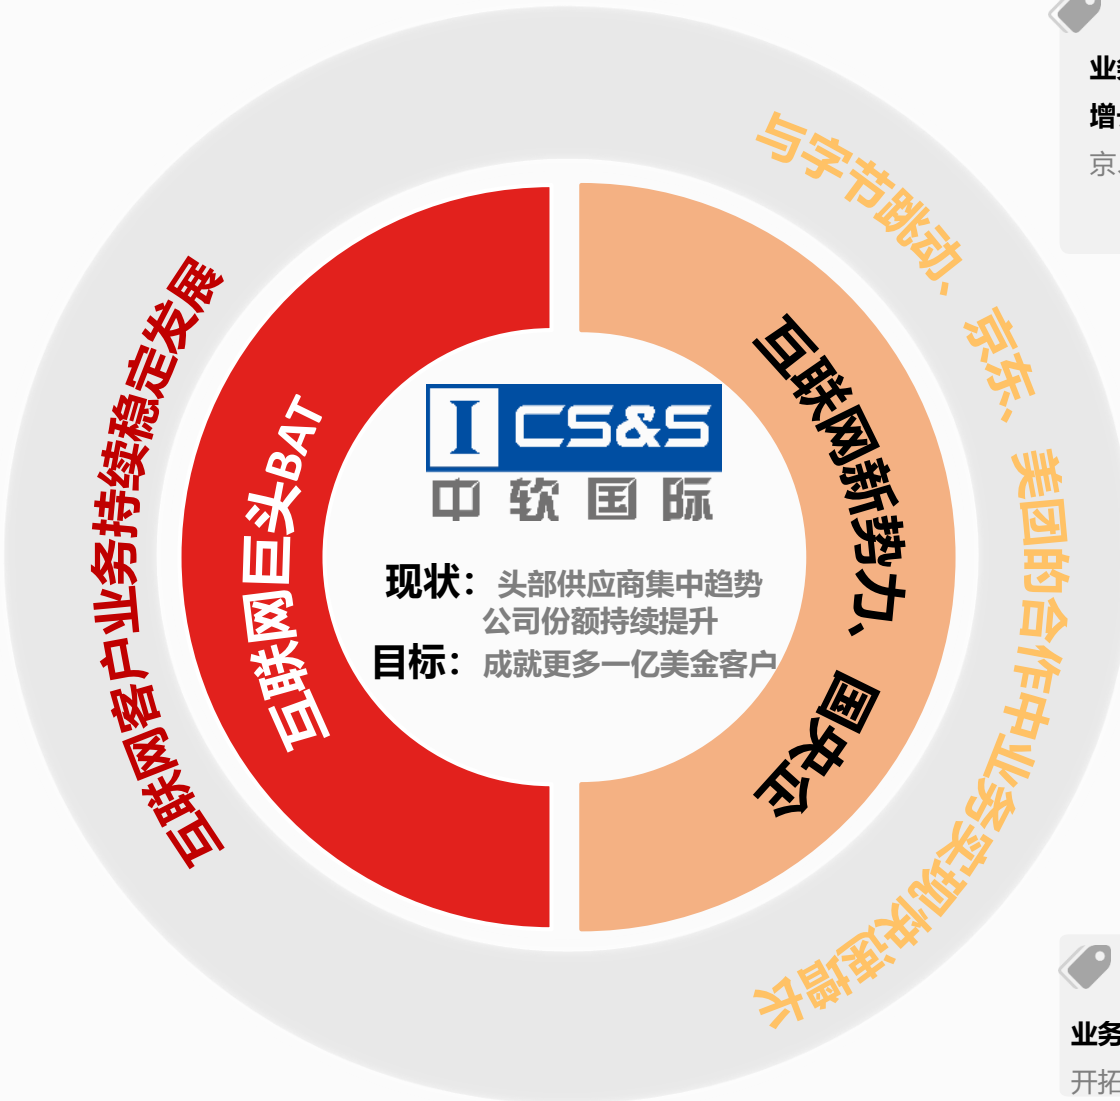 互联网客户业务持续稳定发展
互联网巨头BAT
I CS&S
中软国际
现状：头部供应商集中趋势
公司份额持续提升
目标：成就更多一亿美金客户
互联网新势力、国央企
与字节跳动、京东、美团的合作中业务实现快速增长
业务
增
京
业务
开拓